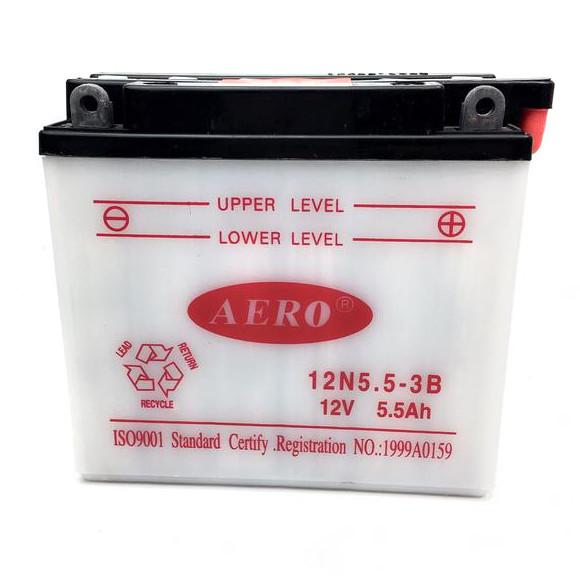 UPPER LEVEL
LOWER LEVEL
AERO®
LEAD RETURN
RECYCLE
12N5.5-3B
12V 5.5Ah
ISO9001 Standard Certify .Registration NO.:1999A0159